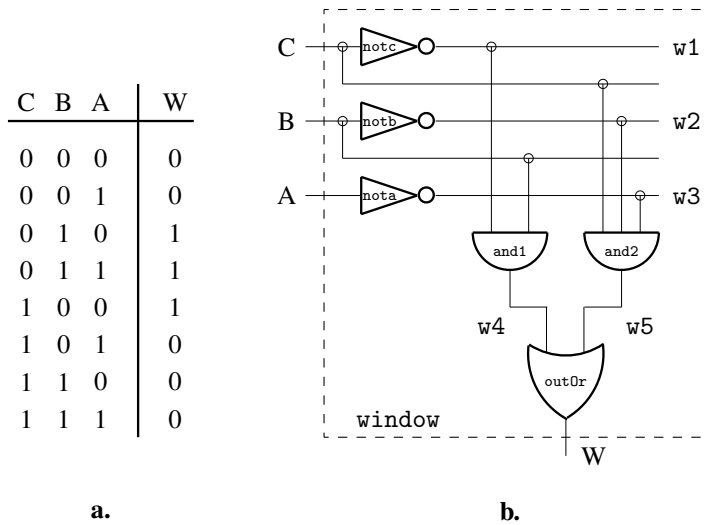 C B A W
0 0 0 0
0 0 1 0
0 1 0 1
0 1 1 1
1 0 0 1
1 0 1 0
1 1 0 0
1 1 1 0
a.
C notc w1
B notb w2
A nota w3
and1 and2
w4 w5
outOr
window
W
b.